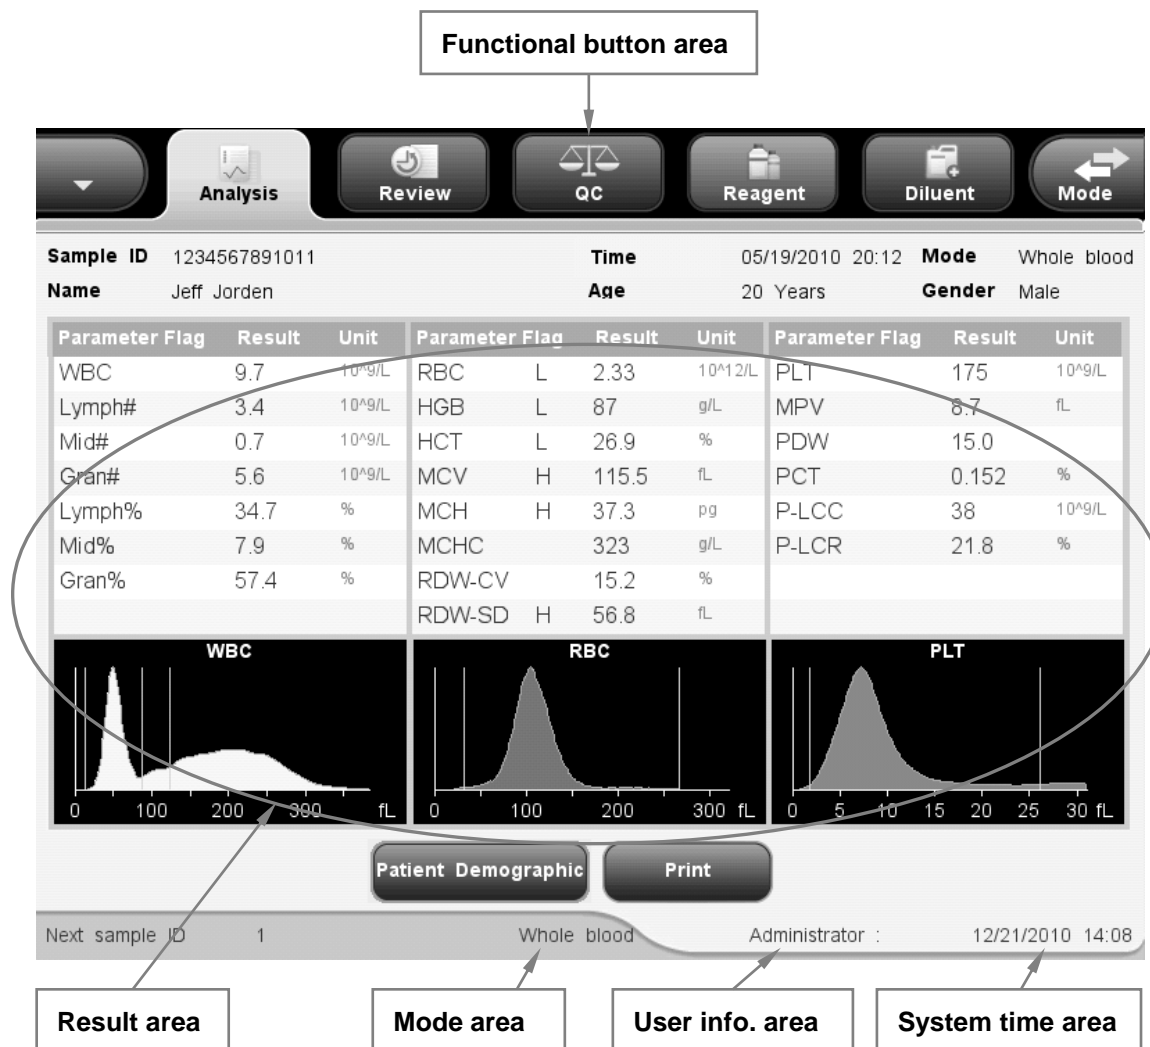 Functional button area
Analysis Review QC Reagent Diluent Mode
Sample ID 1234567891011 Time 05/19/2010 20:12 Mode Whole blood
Name Jeff Jorden Age 20 Years Gender Male
Parameter Flag Result Unit Parameter Flag Result Unit Parameter Flag Result Unit
WBC 9.7 10^9/L RBC L 2.33 10^12/L PLT 175 10^9/L
Lymph# 3.4 10^9/L HGB L 87 g/L MPV 8.7 fL
Mid# 0.7 10^9/L HCT L 26.9 % PDW 15.0
Gran# 5.6 10^9/L MCV H 115.5 fL PCT 0.152 %
Lymph% 34.7 % MCH H 37.3 pg P-LCC 38 10^9/L
Mid% 7.9 % MCHC 323 g/L P-LCR 21.8 %
Gran% 57.4 % RDW-CV 15.2 %
RDW-SD H 56.8 fL
WBC RBC PLT
0 100 200 300 fL 0 100 200 300 fL 0 5 10 15 20 25 30 fL
Patient Demographic Print
Next sample ID 1 Whole blood Administrator : 12/21/2010 14:08
Result area Mode area User info. area System time area